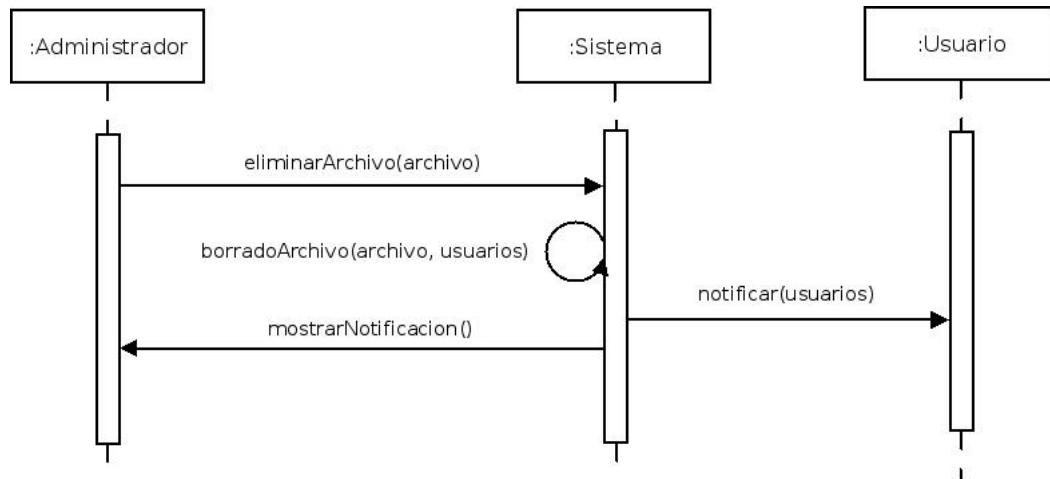 :Administrador
:Sistema
:Usuario
eliminarArchivo(archivo)
borradoArchivo(archivo, usuarios)
notificar(usuarios)
mostrarNotificacion()